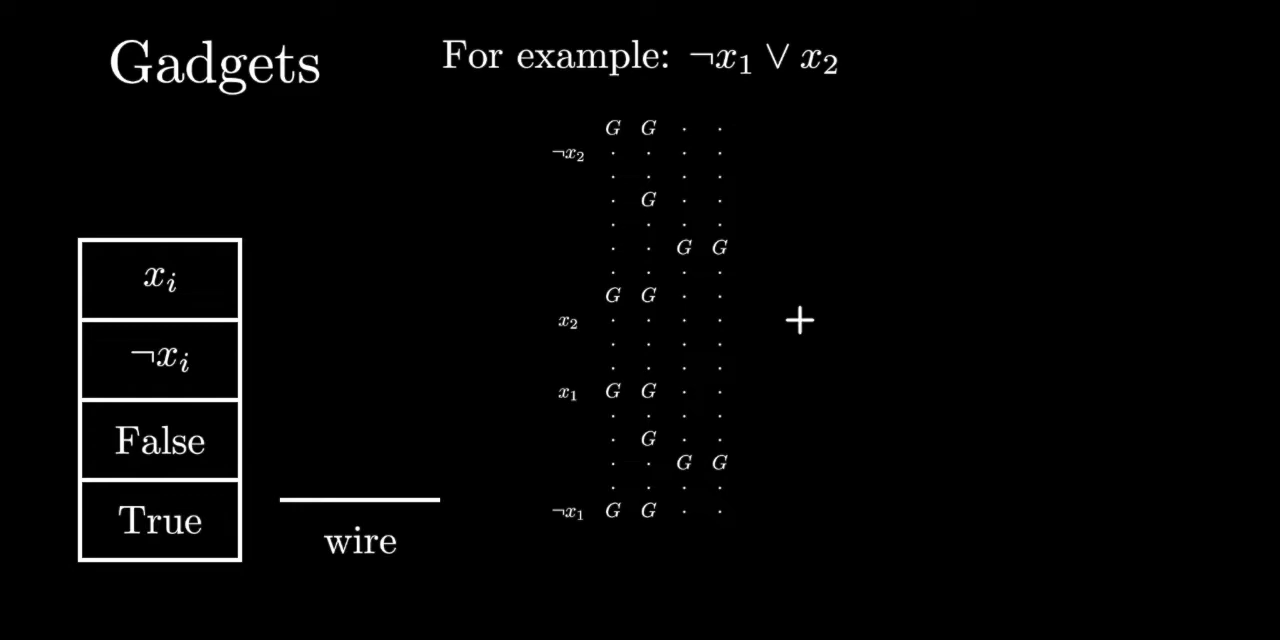 Gadgets
For example: ¬x₁ ∨ x₂
G G · ·
¬x₂ · · · ·
· · · ·
· G · ·
· · · ·
· · G G
· · · ·
G G · ·
x₂ · · · ·
· · · ·
· · · ·
x₁ G G · ·
· · · ·
· G · ·
· · G G
· · · ·
¬x₁ G G · ·
+
xᵢ
¬xᵢ
False
True
wire